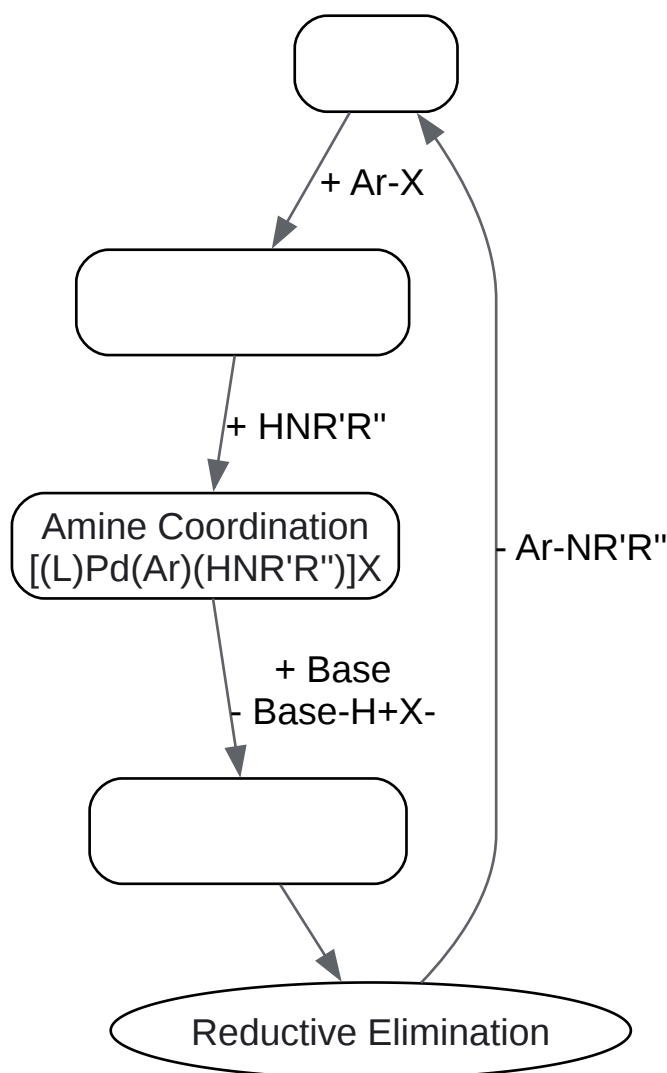 + Ar-X
+ HNR'R"
Amine Coordination
[(L)Pd(Ar)(HNR'R")]X
- Ar-NR'R"
+ Base
- Base-H+X-
Reductive Elimination